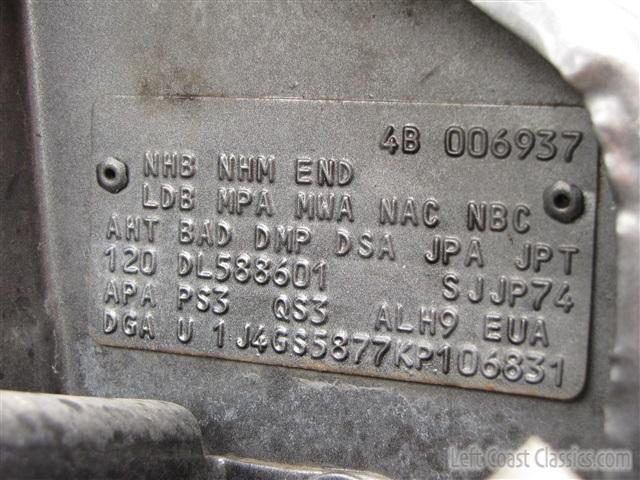 4B 006937
NHB NHM END
LDB MPA MWA NAC NBC
AHT BAD DMP DSA JPA JPT
120 DL588601 SJJP74
APA PS3 QS3 ALH9 EUA
DGA U 1J4GS5877KP106831
Left Coast Classics.com